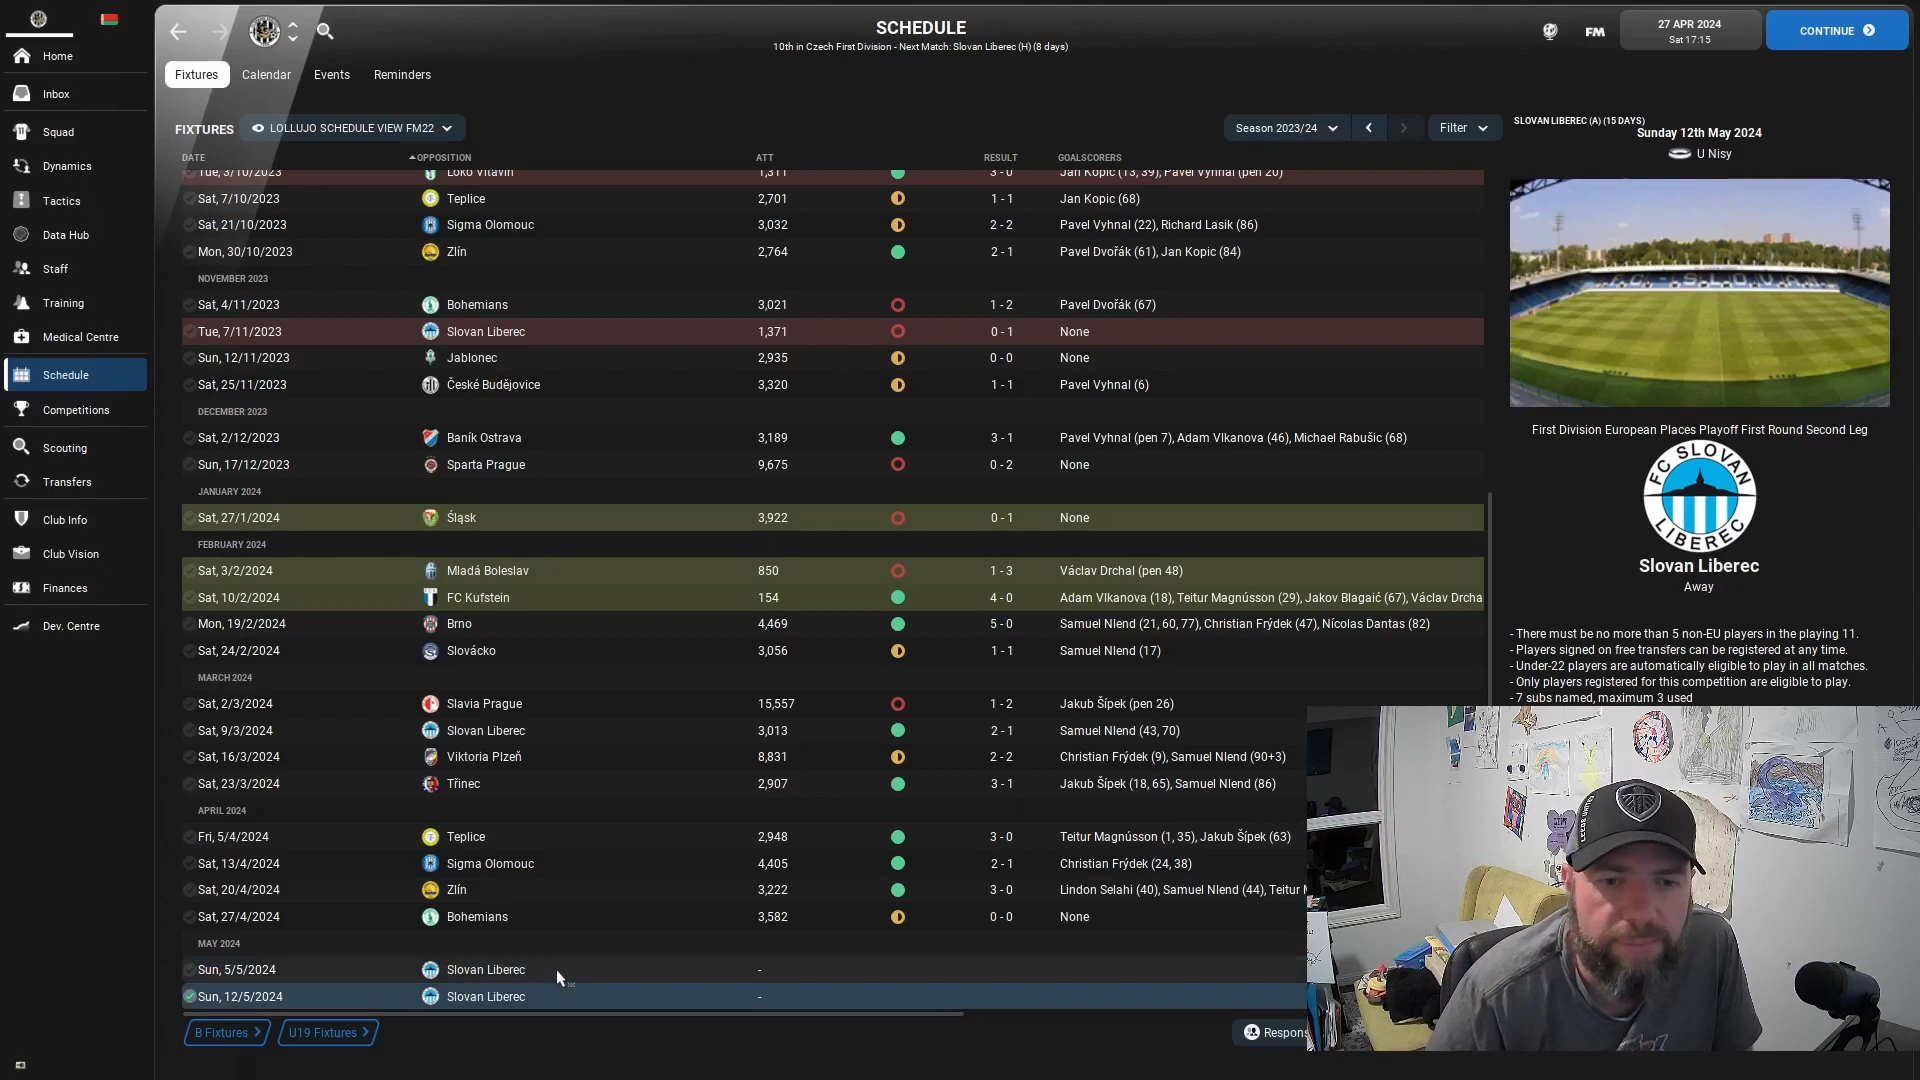 SCHEDULE
10th in Czech First Division - Next Match: Slovan Liberec (H) (8 days)
FM
27 APR 2024
Sat 17:15
CONTINUE
Home
Inbox
Squad
Dynamics
Tactics
Data Hub
Staff
Training
Medical Centre
Schedule
Competitions
Scouting
Transfers
Club Info
Club Vision
Finances
Dev. Centre
Fixtures Calendar Events Reminders
FIXTURES LOLLUJO SCHEDULE VIEW FM22 Season 2023/24 Filter
DATE OPPOSITION ATT RESULT GOALSCORERS
Tue, 3/10/2023 Loko Vltavín 1,311 3 - 0 Jan Kopic (13, 39), Pavel Vyhnal (pen 20)
Sat, 7/10/2023 Teplice 2,701 1 - 1 Jan Kopic (68)
Sat, 21/10/2023 Sigma Olomouc 3,032 2 - 2 Pavel Vyhnal (22), Richard Lasik (86)
Mon, 30/10/2023 Zlín 2,764 2 - 1 Pavel Dvořák (61), Jan Kopic (84)
NOVEMBER 2023
Sat, 4/11/2023 Bohemians 3,021 1 - 2 Pavel Dvořák (67)
Tue, 7/11/2023 Slovan Liberec 1,371 0 - 1 None
Sun, 12/11/2023 Jablonec 2,935 0 - 0 None
Sat, 25/11/2023 České Budějovice 3,320 1 - 1 Pavel Vyhnal (6)
DECEMBER 2023
Sat, 2/12/2023 Baník Ostrava 3,189 3 - 1 Pavel Vyhnal (pen 7), Adam Vlkanova (46), Michael Rabušic (68)
Sun, 17/12/2023 Sparta Prague 9,675 0 - 2 None
JANUARY 2024
Sat, 27/1/2024 Śląsk 3,922 0 - 1 None
FEBRUARY 2024
Sat, 3/2/2024 Mladá Boleslav 850 1 - 3 Václav Drchal (pen 48)
Sat, 10/2/2024 FC Kufstein 154 4 - 0 Adam Vlkanova (18), Teitur Magnússon (29), Jakov Blagaić (67), Václav Drcha
Mon, 19/2/2024 Brno 4,469 5 - 0 Samuel Nlend (21, 60, 77), Christian Frýdek (47), Nícolas Dantas (82)
Sat, 24/2/2024 Slovácko 3,056 1 - 1 Samuel Nlend (17)
MARCH 2024
Sat, 2/3/2024 Slavia Prague 15,557 1 - 2 Jakub Šípek (pen 26)
Sat, 9/3/2024 Slovan Liberec 3,013 2 - 1 Samuel Nlend (43, 70)
Sat, 16/3/2024 Viktoria Plzeň 8,831 2 - 2 Christian Frýdek (9), Samuel Nlend (90+3)
Sat, 23/3/2024 Třinec 2,907 3 - 1 Jakub Šípek (18, 65), Samuel Nlend (86)
APRIL 2024
Fri, 5/4/2024 Teplice 2,948 3 - 0 Teitur Magnússon (1, 35), Jakub Šípek (63)
Sat, 13/4/2024 Sigma Olomouc 4,405 2 - 1 Christian Frýdek (24, 38)
Sat, 20/4/2024 Zlín 3,222 3 - 0 Lindon Selahi (40), Samuel Nlend (44), Teitur
Sat, 27/4/2024 Bohemians 3,582 0 - 0 None
MAY 2024
Sun, 5/5/2024 Slovan Liberec -
Sun, 12/5/2024 Slovan Liberec -
B Fixtures U19 Fixtures Respons
SLOVAN LIBEREC (A) (15 DAYS)
Sunday 12th May 2024
U Nisy
First Division European Places Playoff First Round Second Leg
FC SLOVAN
LIBEREC
Slovan Liberec
Away
- There must be no more than 5 non-EU players in the playing 11.
- Players signed on free transfers can be registered at any time.
- Under-22 players are automatically eligible to play in all matches.
- Only players registered for this competition are eligible to play.
- 7 subs named, maximum 3 used